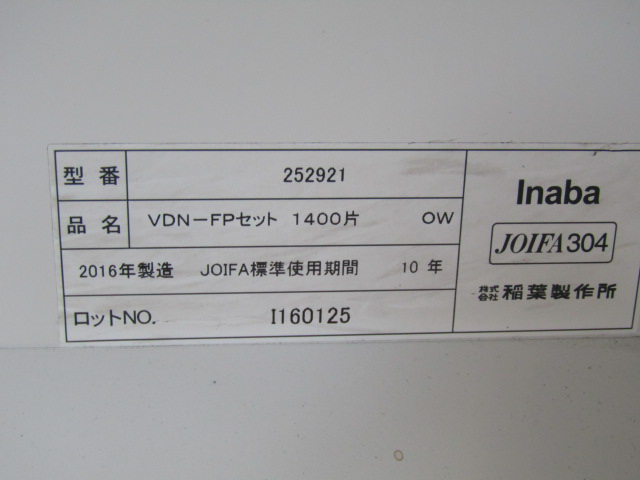 型番 252921
品名 VDN-FPセット 1400片 OW
2016年製造 JOIFA標準使用期間 10年
ロットNO. I160125
Inaba
JOIFA304
株式会社 稲葉製作所